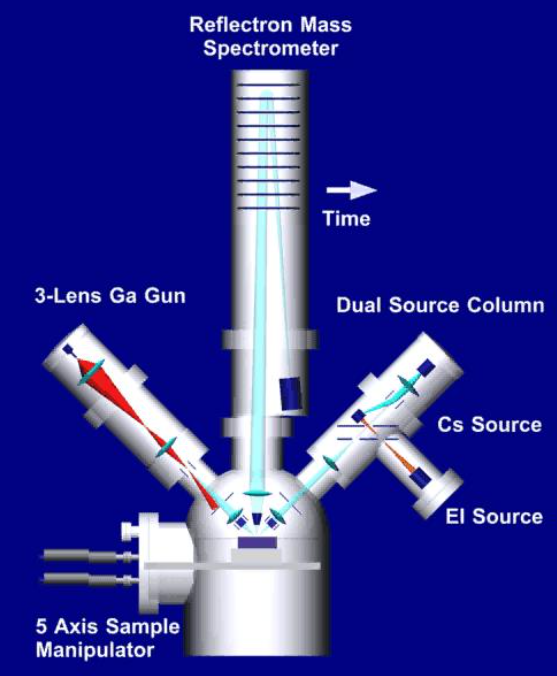 Reflectron Mass
Spectrometer
Time
3-Lens Ga Gun
Dual Source Column
Cs Source
EI Source
5 Axis Sample
Manipulator